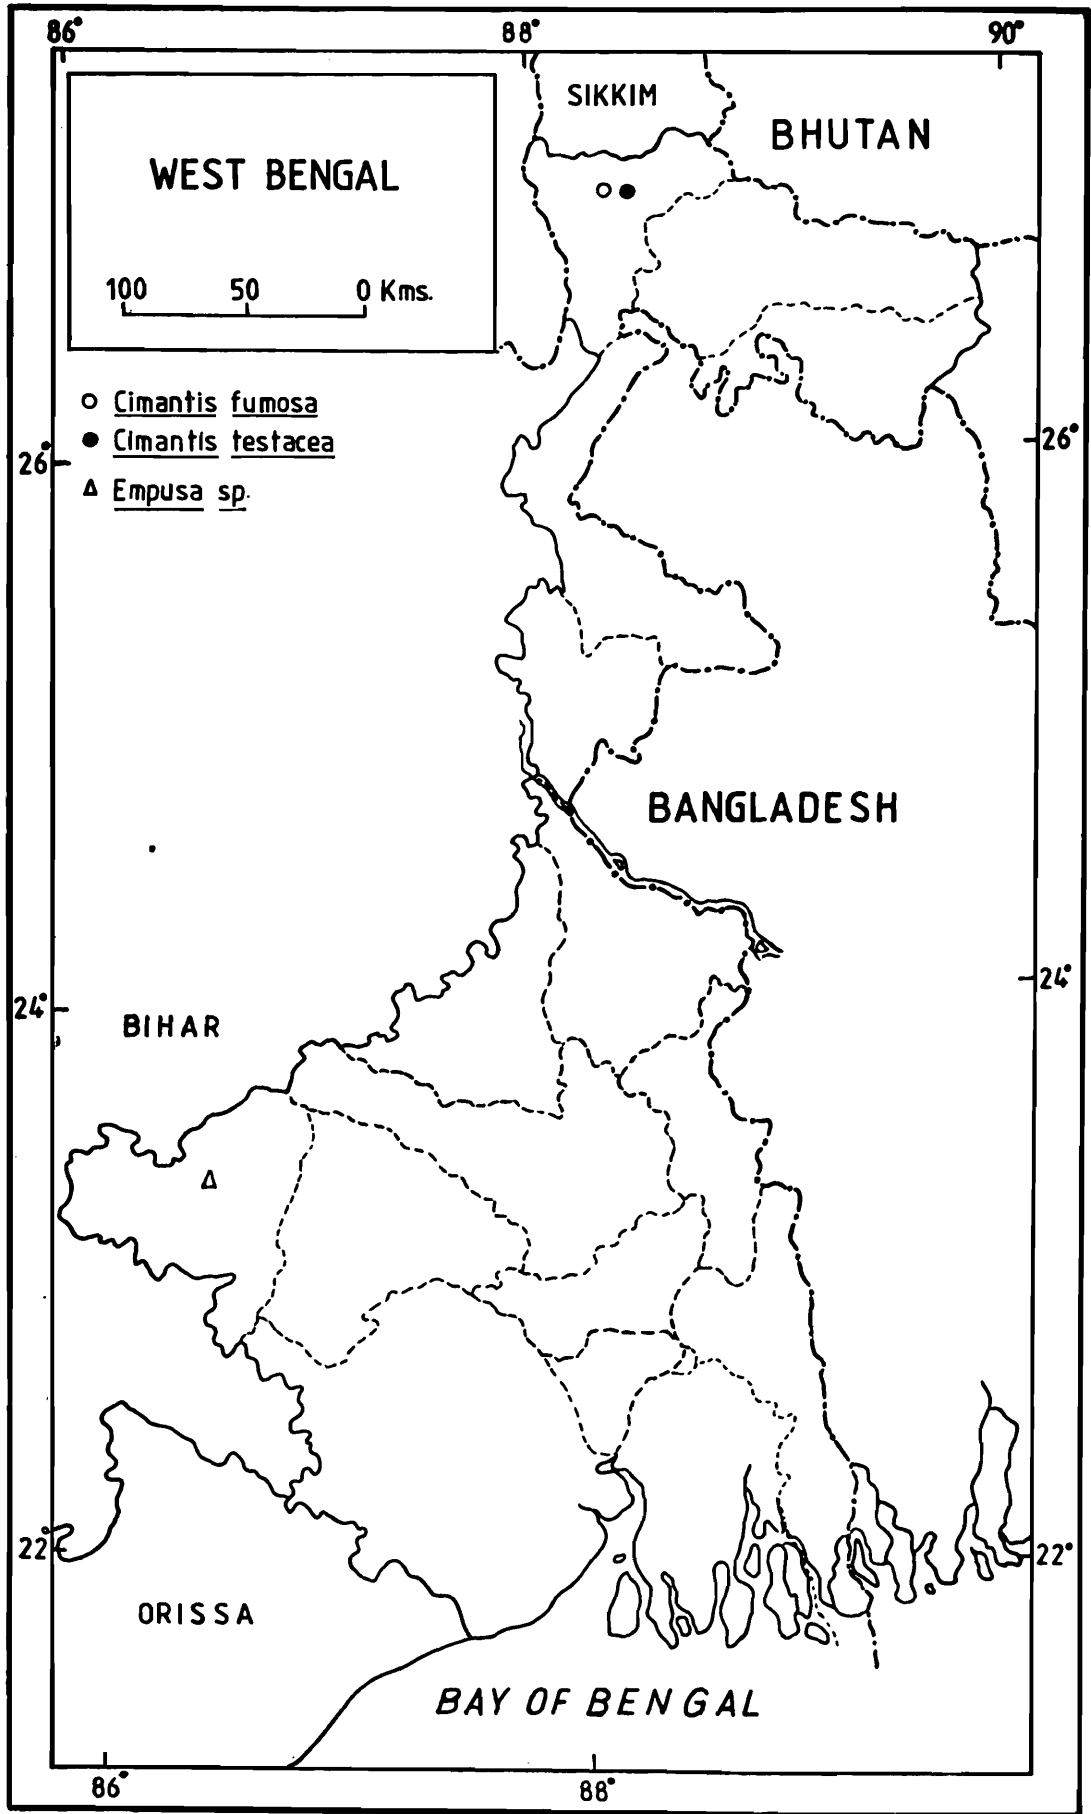 86° 88° 90°
SIKKIM
BHUTAN
WEST BENGAL
100 50 0 Kms.
Cimantis fumosa
Cimantis testacea
Empusa sp.
26° 26°
BANGLADESH
24° 24°
BIHAR
22° 22°
ORISSA
BAY OF BENGAL
86° 88°